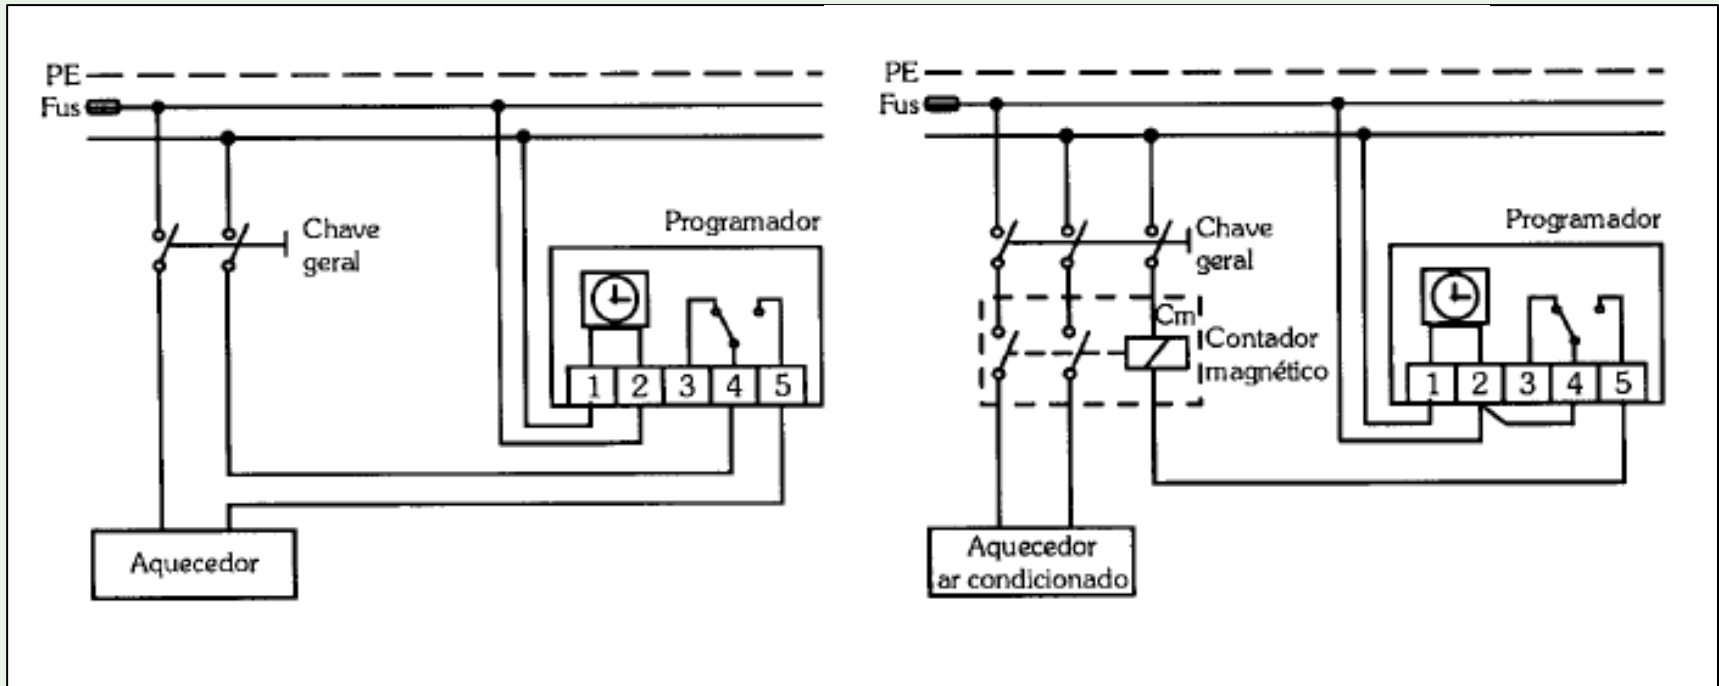 PE
Fus
Chave
geral
Programador
1 2 3 4 5
Aquecedor
PE
Fus
Chave
geral
Cm
Contador
magnético
Programador
1 2 3 4 5
Aquecedor
ar condicionado